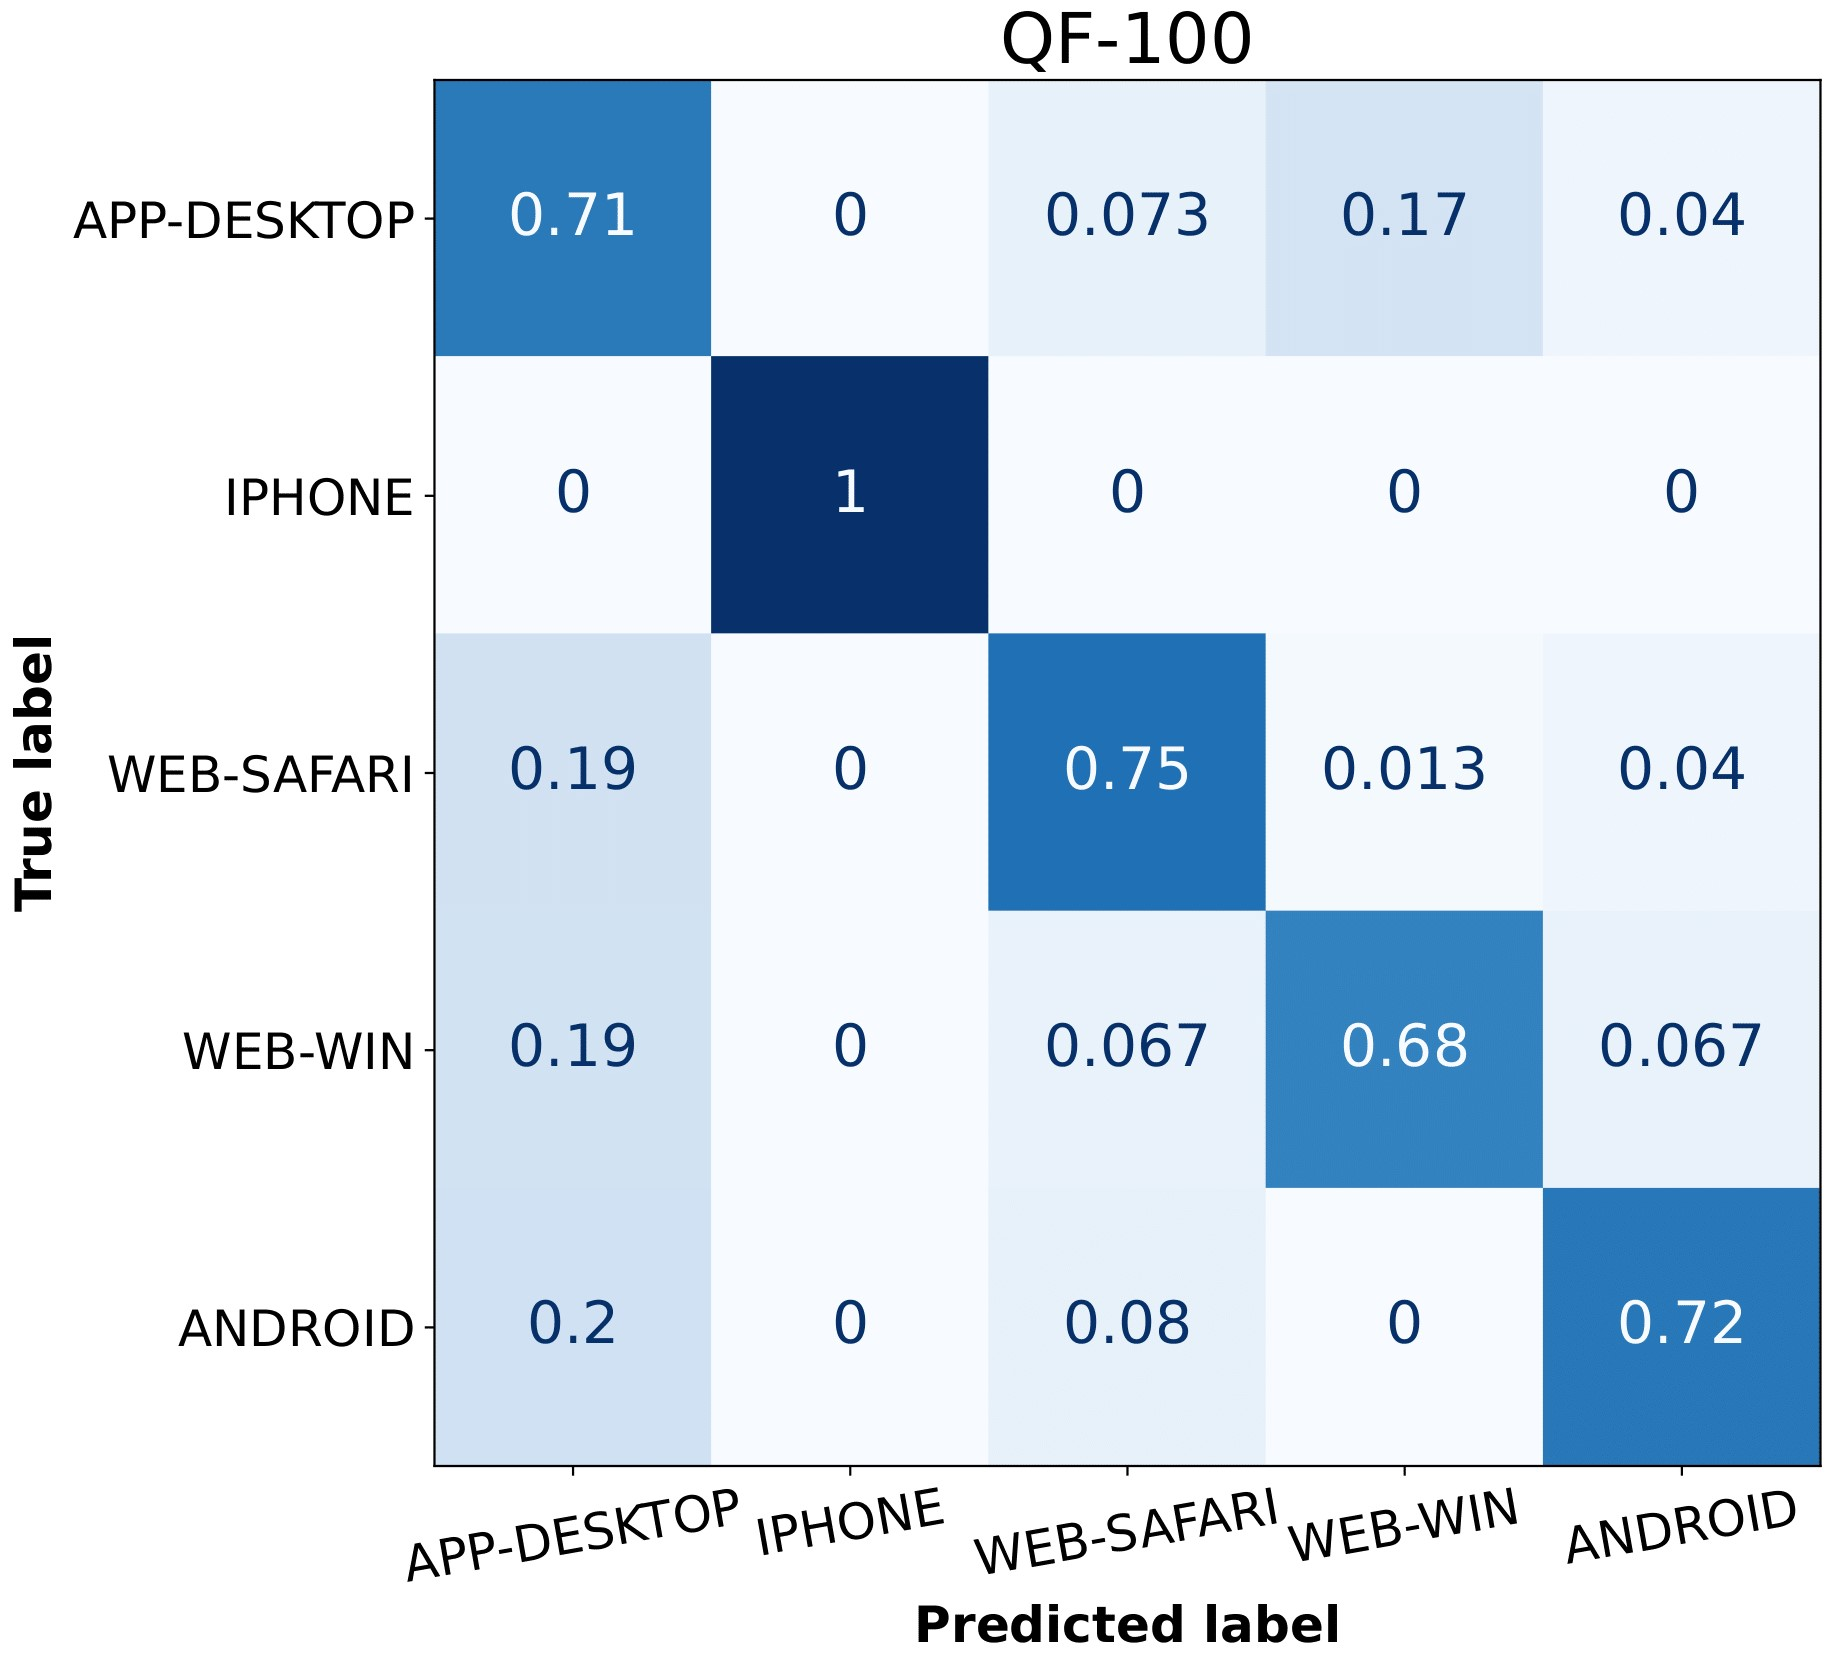 QF-100
True label
APP-DESKTOP 0.71 0 0.073 0.17 0.04
IPHONE 0 1 0 0 0
WEB-SAFARI 0.19 0 0.75 0.013 0.04
WEB-WIN 0.19 0 0.067 0.68 0.067
ANDROID 0.2 0 0.08 0 0.72
APP-DESKTOP IPHONE WEB-SAFARI WEB-WIN ANDROID
Predicted label